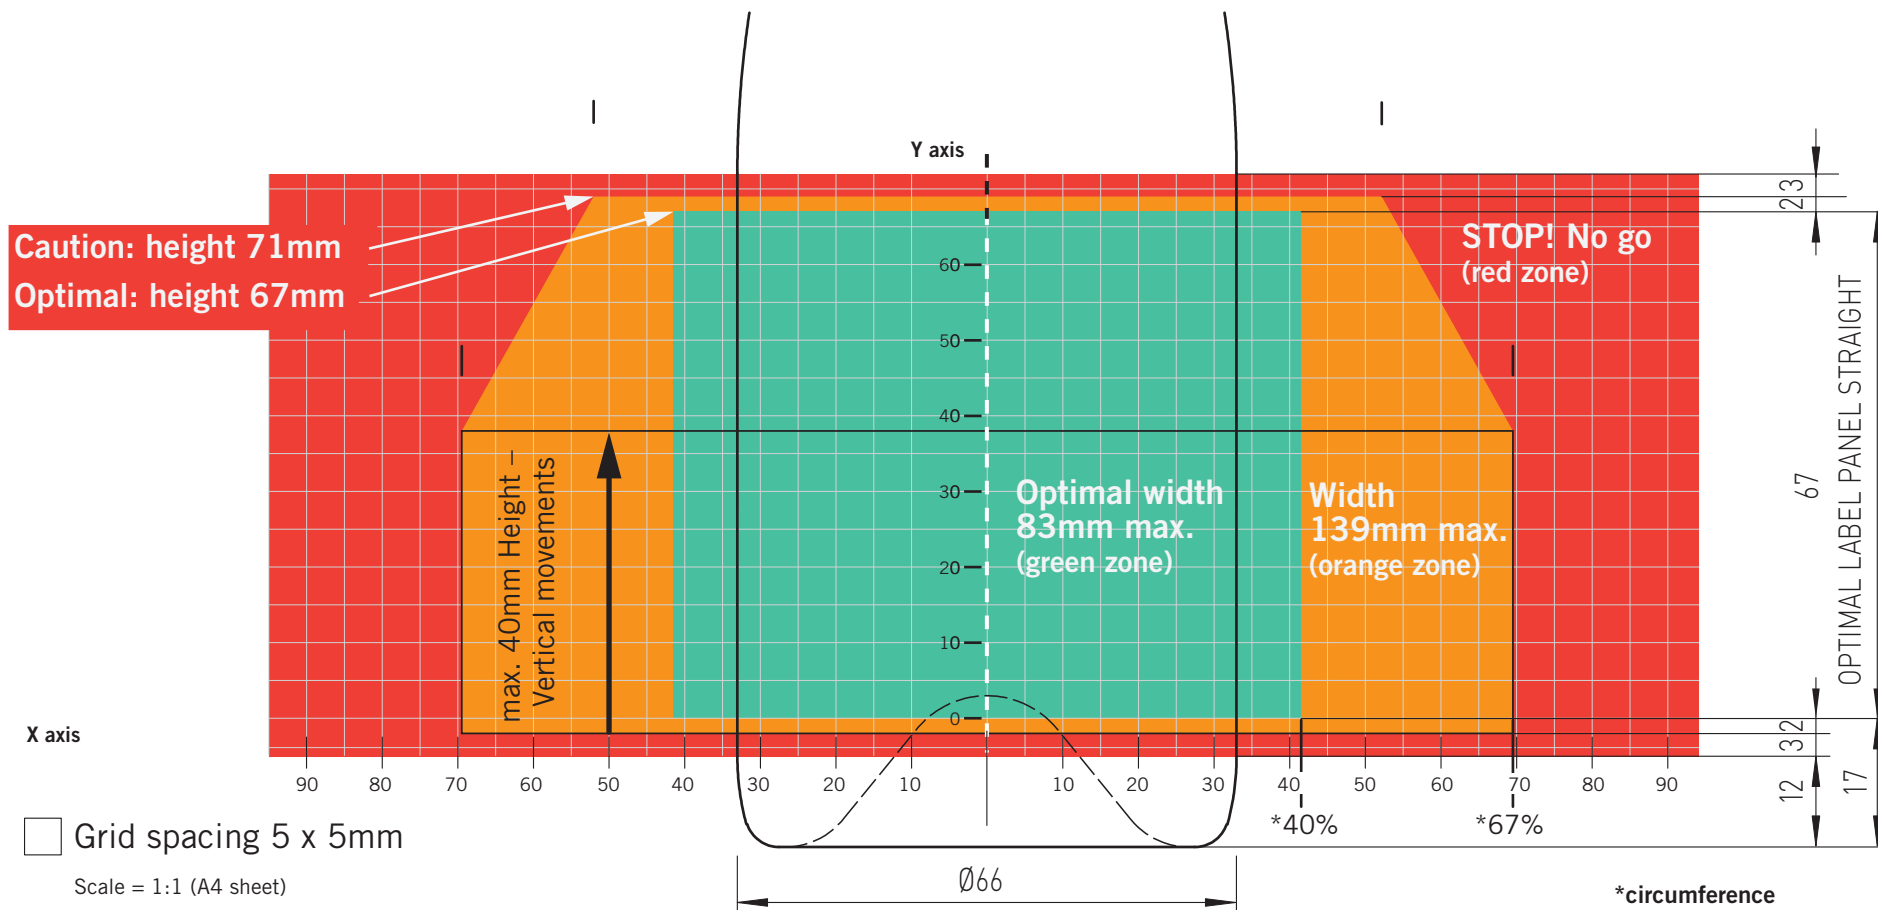 Y axis
Caution: height 71mm
Optimal: height 67mm
STOP! No go
(red zone)
2 3
60
50
40
30
20
10
0
max. 40mm Height –
Vertical movements
Optimal width
83mm max.
(green zone)
Width
139mm max.
(orange zone)
67
OPTIMAL LABEL PANEL STRAIGHT
3 2
12
17
X axis
90 80 70 60 50 40 30 20 10 10 20 30 40 50 60 70 80 90
*40% *67%
Grid spacing 5 x 5mm
Scale = 1:1 (A4 sheet)
Ø66
*circumference